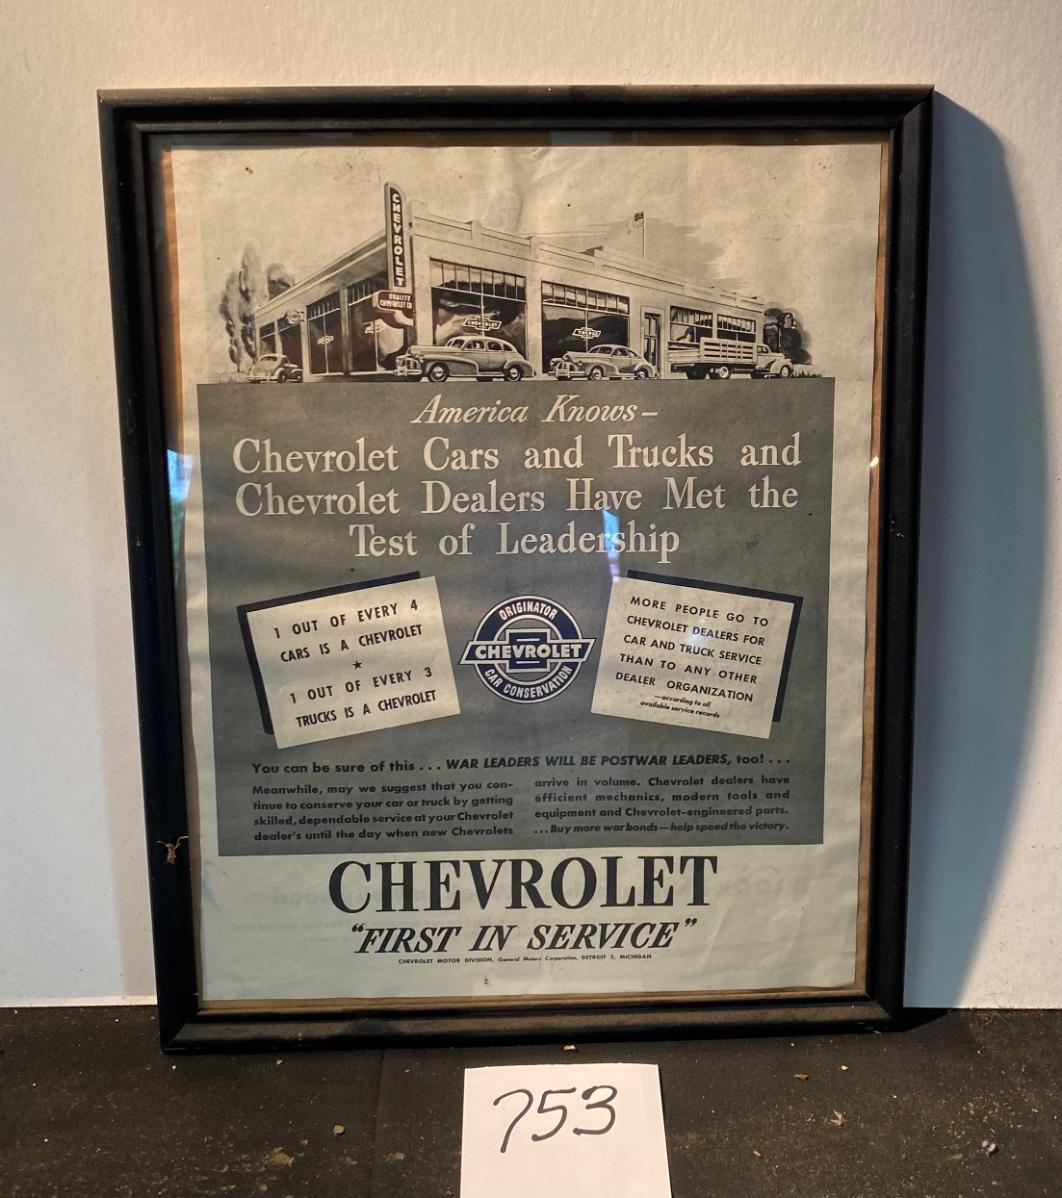 CHEVROLET
QUALITY
CHEVROLET CO
CHEVROLET
America Knows—
Chevrolet Cars and Trucks and
Chevrolet Dealers Have Met the
Test of Leadership
1 OUT OF EVERY 4
CARS IS A CHEVROLET
★
1 OUT OF EVERY 3
TRUCKS IS A CHEVROLET
ORIGINATOR
CHEVROLET
CAR CONSERVATION
MORE PEOPLE GO TO
CHEVROLET DEALERS FOR
CAR AND TRUCK SERVICE
THAN TO ANY OTHER
DEALER ORGANIZATION
—according to all
available service records
You can be sure of this . . . WAR LEADERS WILL BE POSTWAR LEADERS, too! . . .
Meanwhile, may we suggest that you con-
tinue to conserve your car or truck by getting
skilled, dependable service at your Chevrolet
dealer's until the day when new Chevrolets
arrive in volume. Chevrolet dealers have
efficient mechanics, modern tools and
equipment and Chevrolet-engineered parts.
. . . Buy more war bonds—help speed the victory.
CHEVROLET
"FIRST IN SERVICE"
CHEVROLET MOTOR DIVISION, General Motors Corporation, DETROIT 2, MICHIGAN
753